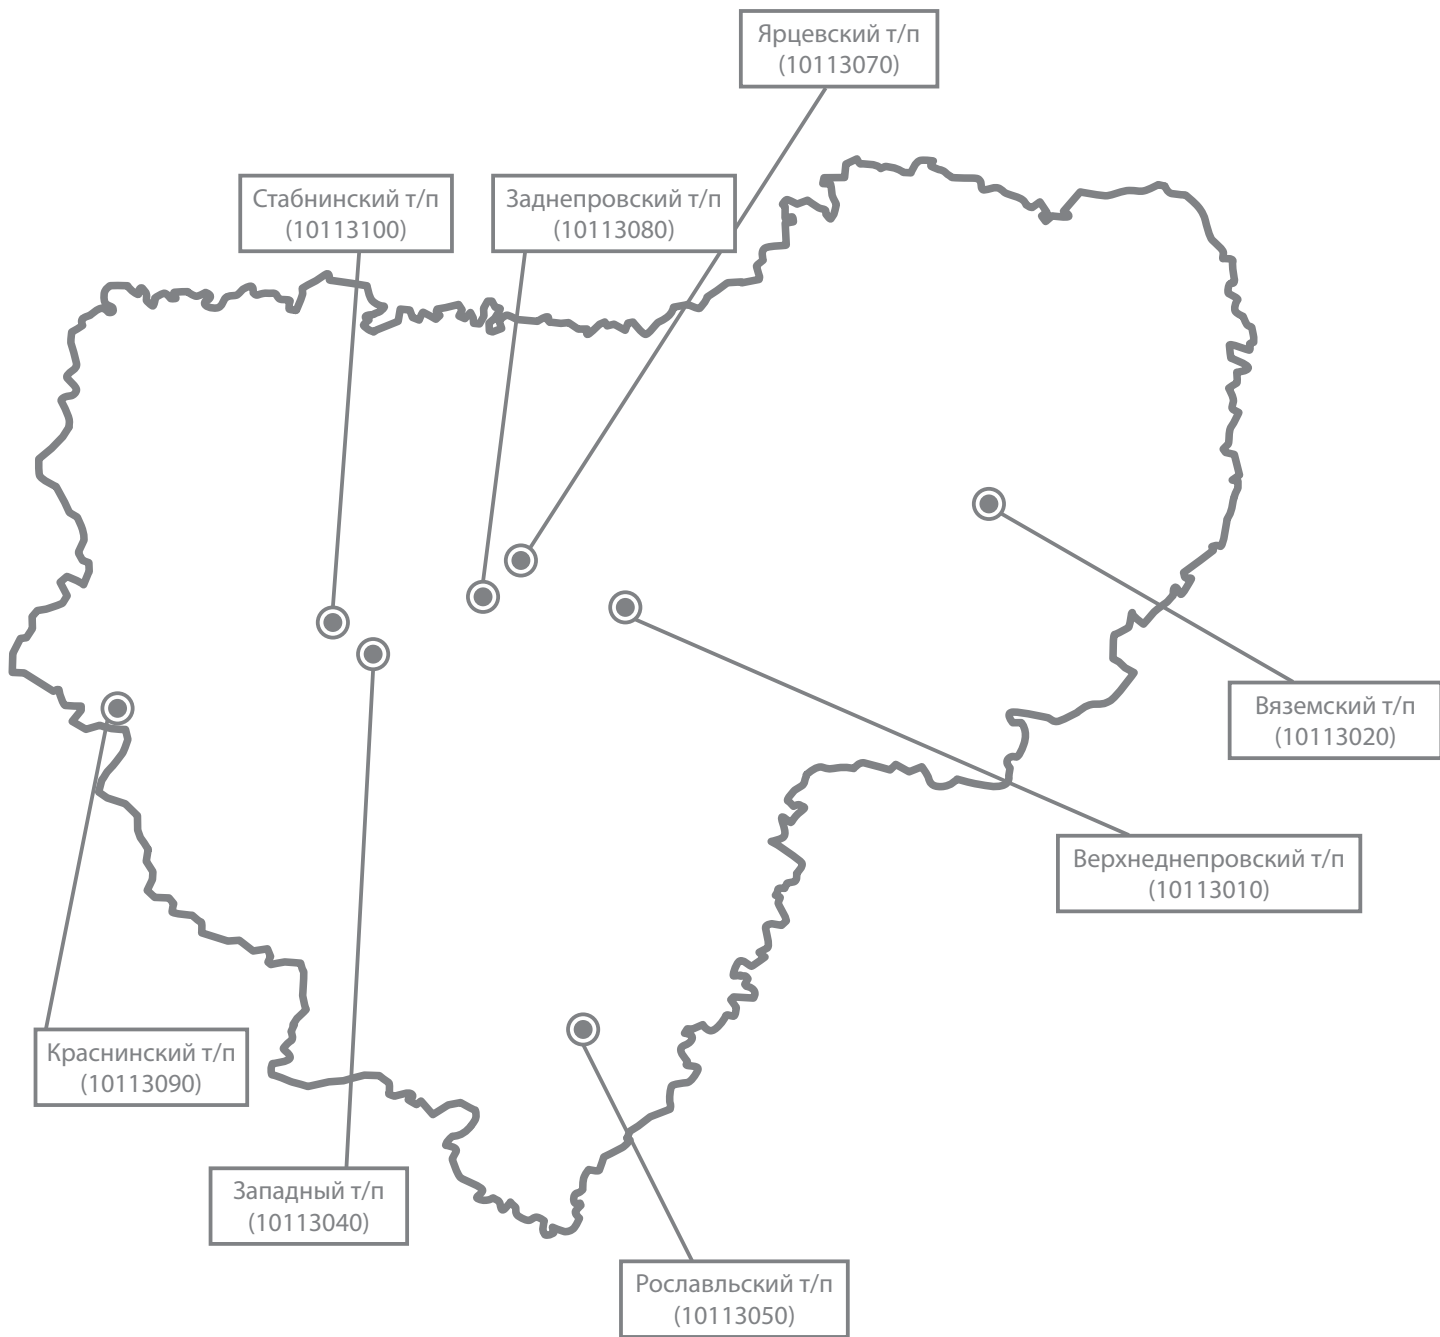 Ярцевский т/п
(10113070)
Стабнинский т/п
(10113100)
Заднепровский т/п
(10113080)
Вяземский т/п
(10113020)
Верхнеднепровский т/п
(10113010)
Краснинский т/п
(10113090)
Западный т/п
(10113040)
Рославльский т/п
(10113050)